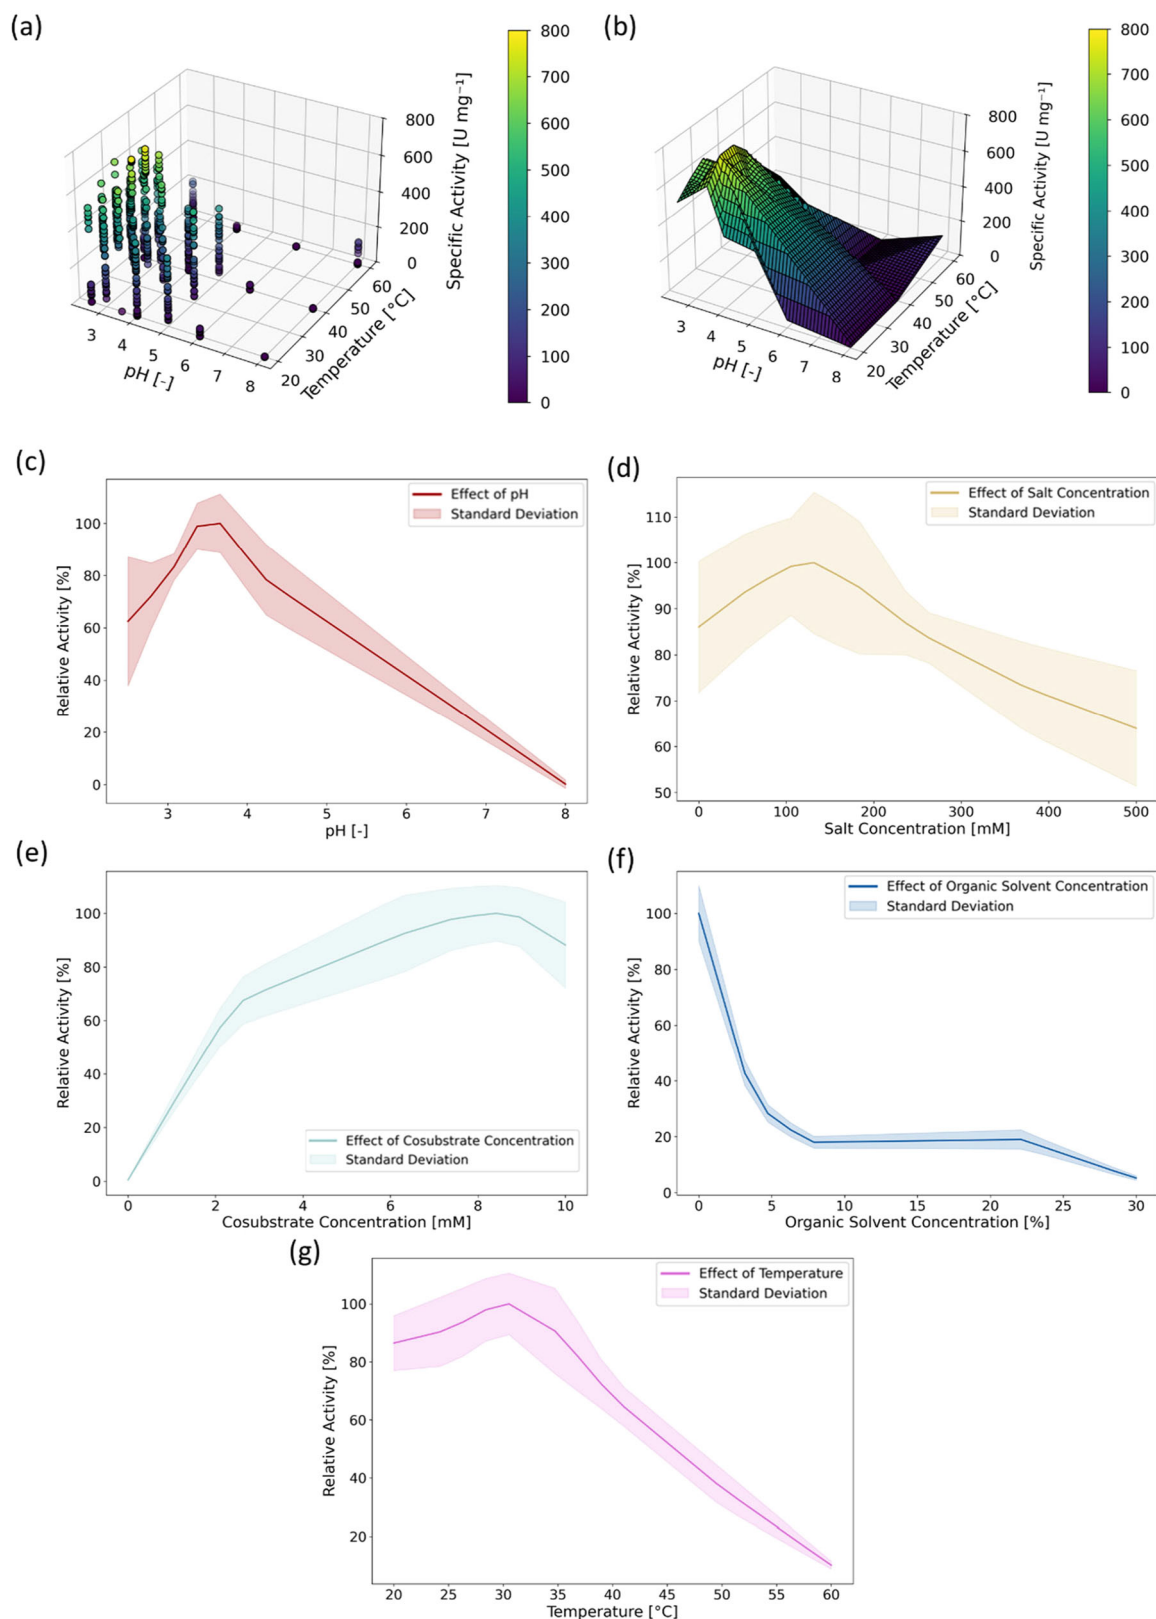 (a)
800
700
600
500
400
300
200
100
0
Specific Activity [U mg⁻¹]
800
600
400
200
0
60
50
40
30
20
Temperature [°C]
3
4
5
6
7
8
pH [-]
(b)
800
700
600
500
400
300
200
100
0
Specific Activity [U mg⁻¹]
800
600
400
200
0
60
50
40
30
20
Temperature [°C]
3
4
5
6
7
8
pH [-]
(c)
Effect of pH
Standard Deviation
100
80
60
40
20
0
Relative Activity [%]
3 4 5 6 7 8
pH [-]
(d)
Effect of Salt Concentration
Standard Deviation
110
100
90
80
70
60
50
Relative Activity [%]
0 100 200 300 400 500
Salt Concentration [mM]
(e)
100
80
60
40
20
0
Relative Activity [%]
Effect of Cosubstrate Concentration
Standard Deviation
0 2 4 6 8 10
Cosubstrate Concentration [mM]
(f)
Effect of Organic Solvent Concentration
Standard Deviation
100
80
60
40
20
0
Relative Activity [%]
0 5 10 15 20 25 30
Organic Solvent Concentration [%]
(g)
Effect of Temperature
Standard Deviation
100
80
60
40
20
Relative Activity [%]
20 25 30 35 40 45 50 55 60
Temperature [°C]